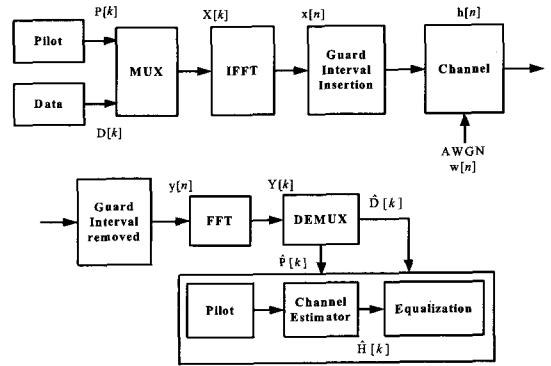 P[k]
X[k]
x[n]
h[n]
Pilot
Data
MUX
IFFT
Guard
Interval
Insertion
Channel
D[k]
AWGN
w[n]
y[n]
Y[k]
D̂[k]
Guard
Interval
removed
FFT
DEMUX
P̂[k]
Pilot
Channel
Estimator
Equalization
Ĥ[k]